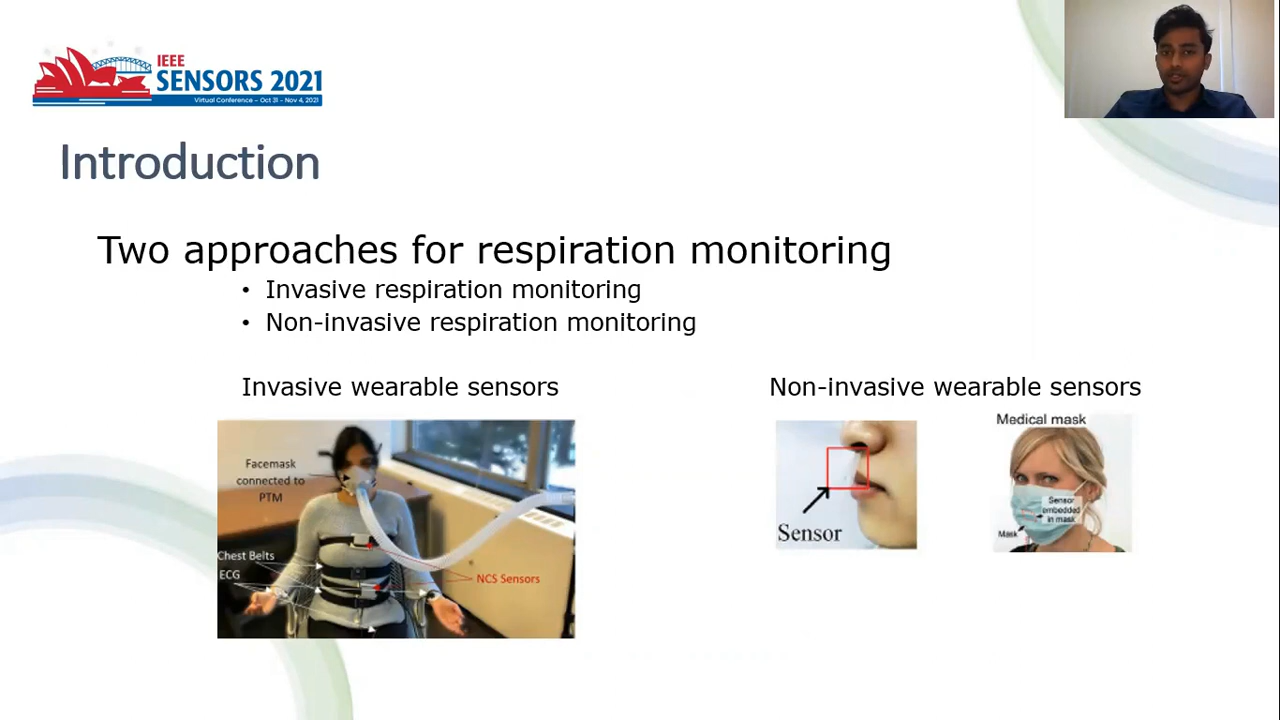 IEEE
SENSORS 2021
Virtual Conference – Oct 31 - Nov 4, 2021
Introduction
Two approaches for respiration monitoring
• Invasive respiration monitoring
• Non-invasive respiration monitoring
Invasive wearable sensors
Facemask
connected to
PTM
Chest Belts
ECG
NCS Sensors
Non-invasive wearable sensors
Sensor
Medical mask
Sensor
embedded
in mask
Mask